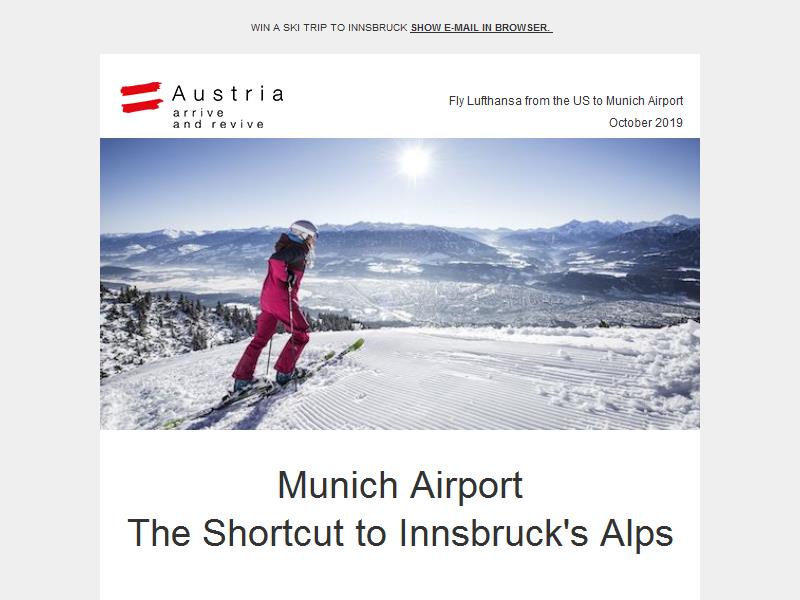 WIN A SKI TRIP TO INNSBRUCK SHOW E-MAIL IN BROWSER.
Austria
arrive
and revive
Fly Lufthansa from the US to Munich Airport
October 2019
Munich Airport
The Shortcut to Innsbruck's Alps